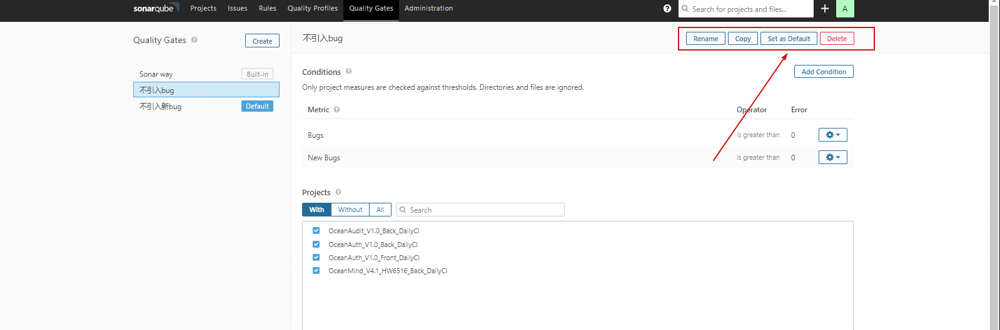 sonarqube Projects Issues Rules Quality Profiles Quality Gates Administration ? Search for projects and files... + A
Quality Gates ? Create
不引入bug Rename Copy Set as Default Delete
Sonar way Built-in
不引入bug
不引入新bug Default
Conditions ? Add Condition
Only project measures are checked against thresholds. Directories and files are ignored.
Metric ? Operator Error
Bugs is greater than 0
New Bugs is greater than 0
Projects ?
With Without All Search
OceanAudit_V1.0_Back_DailyCI
OceanAuth_V1.0_Back_DailyCI
OceanAuth_V1.0_Front_DailyCI
OceanMind_V4.1_HW6516_Back_DailyCI